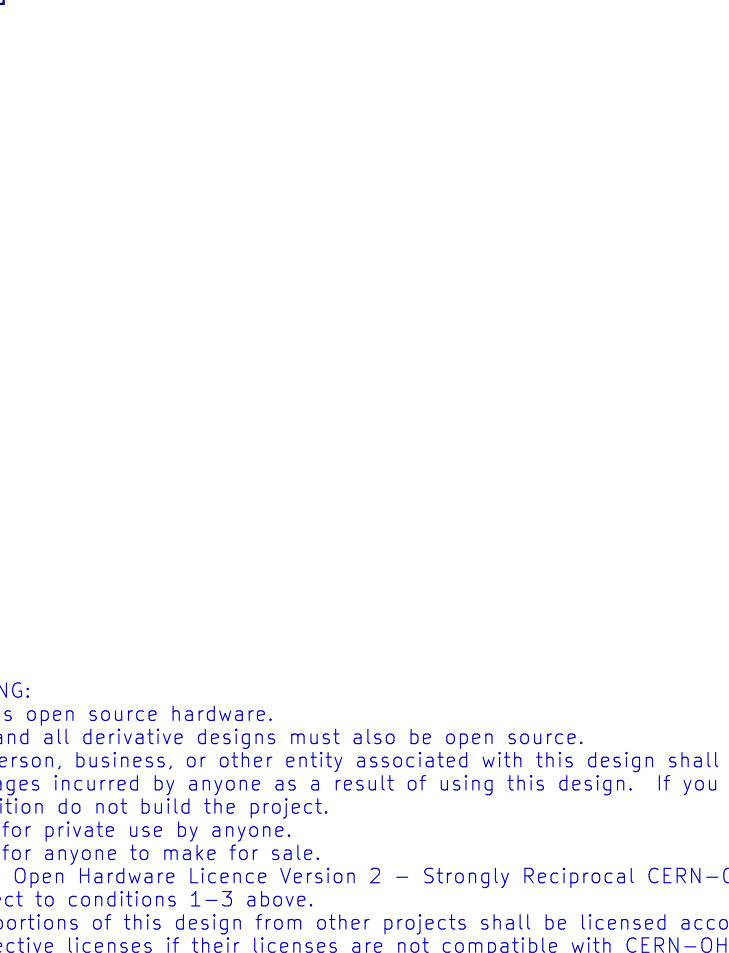 NG:
s open source hardware.
and all derivative designs must also be open source.
erson, business, or other entity associated with this design shall
ages incurred by anyone as a result of using this design.  If you
ition do not build the project.
for private use by anyone.
for anyone to make for sale.
Open Hardware Licence Version 2 – Strongly Reciprocal CERN–O
ect to conditions 1–3 above.
portions of this design from other projects shall be licensed acco
ective licenses if their licenses are not compatible with CERN–OH